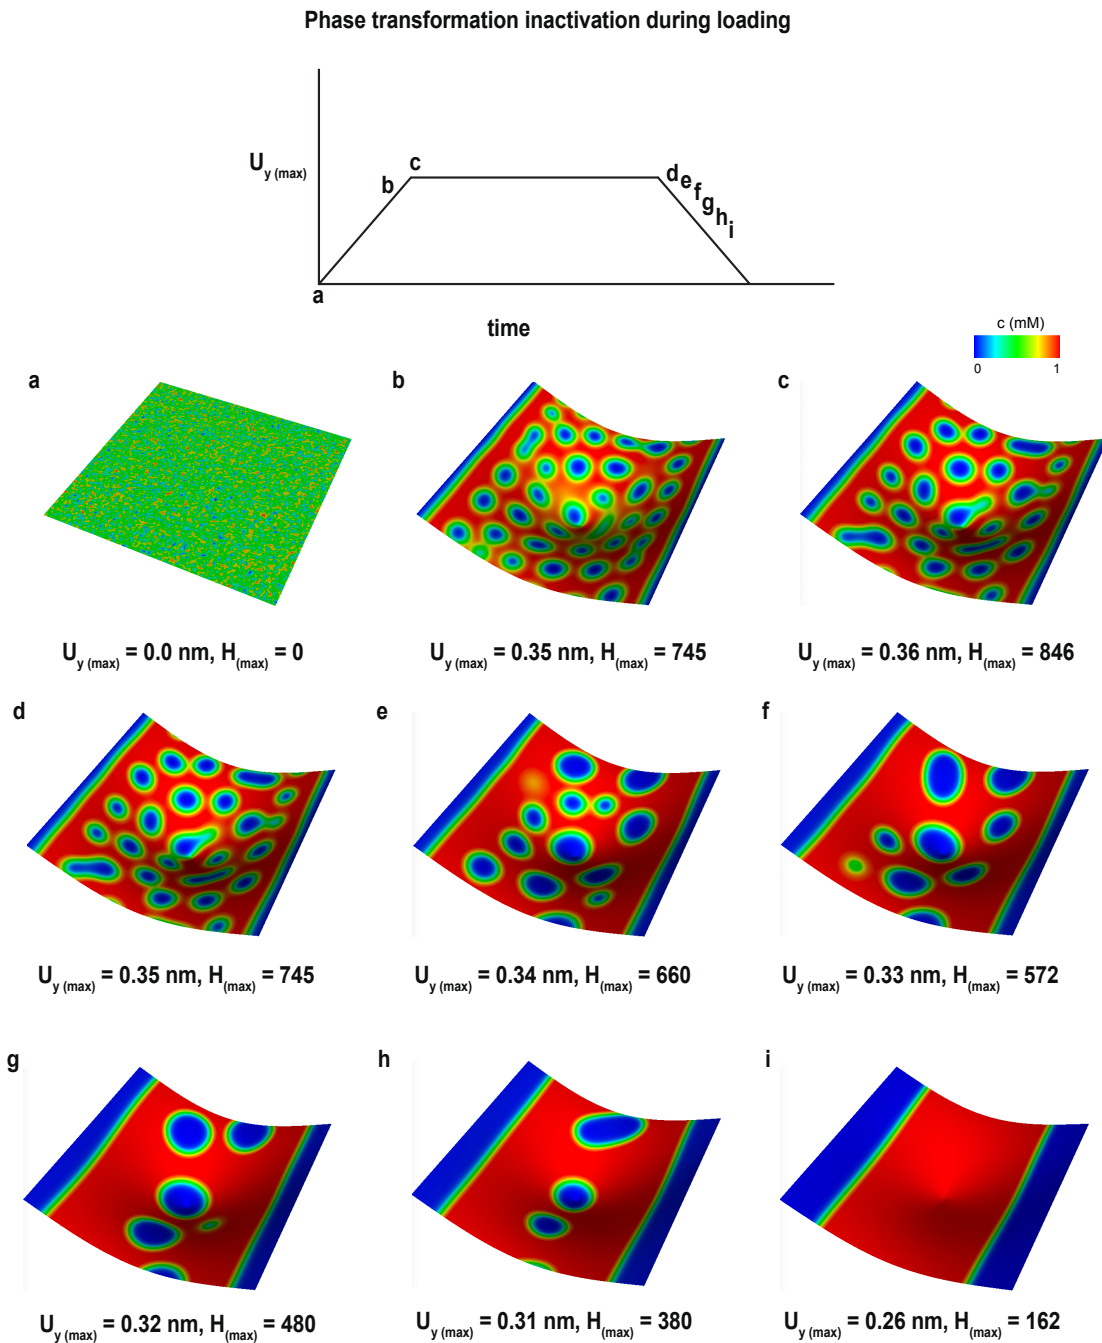 Phase transformation inactivation during loading
U y (max)
c
b
d e f g h i
a
time
c (mM)
0 1
a b c
U y (max) = 0.0 nm, H (max) = 0
U y (max) = 0.35 nm, H (max) = 745
U y (max) = 0.36 nm, H (max) = 846
d e f
U y (max) = 0.35 nm, H (max) = 745
U y (max) = 0.34 nm, H (max) = 660
U y (max) = 0.33 nm, H (max) = 572
g h i
U y (max) = 0.32 nm, H (max) = 480
U y (max) = 0.31 nm, H (max) = 380
U y (max) = 0.26 nm, H (max) = 162